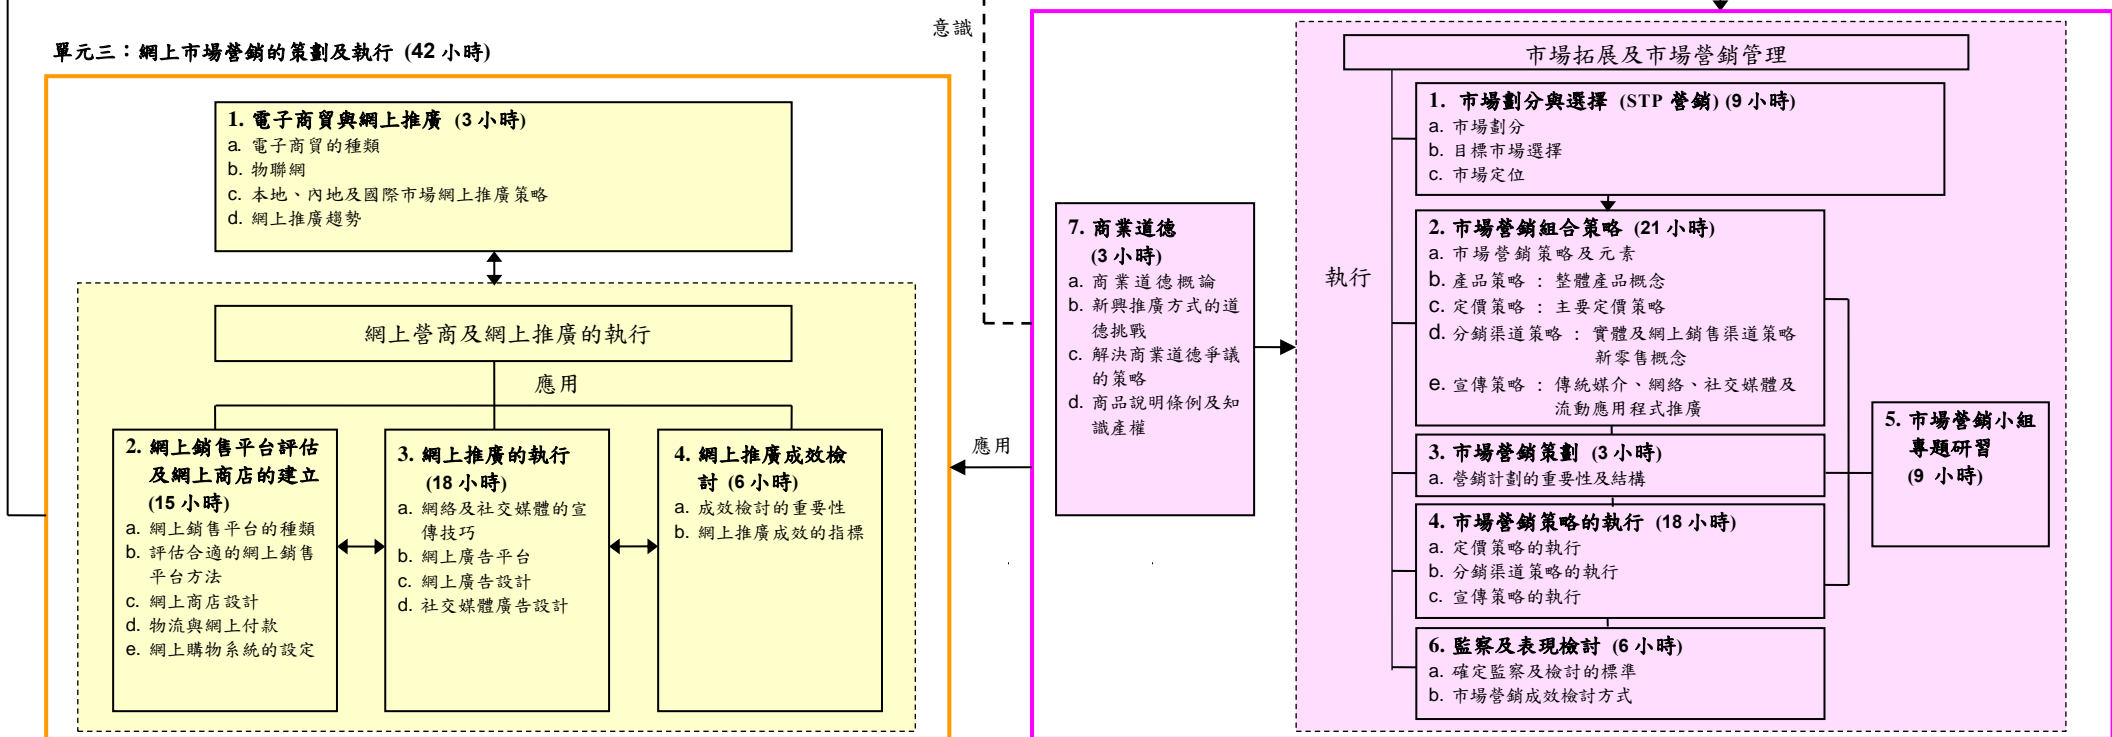 意識
單元三：網上市場營銷的策劃及執行 (42 小時)
1. 電子商貿與網上推廣 (3 小時)
a. 電子商貿的種類
b. 物聯網
c. 本地、內地及國際市場網上推廣策略
d. 網上推廣趨勢
網上營商及網上推廣的執行
應用
2. 網上銷售平台評估
及網上商店的建立
(15 小時)
a. 網上銷售平台的種類
b. 評估合適的網上銷售
平台方法
c. 網上商店設計
d. 物流與網上付款
e. 網上購物系統的設定
3. 網上推廣的執行
(18 小時)
a. 網絡及社交媒體的宣
傳技巧
b. 網上廣告平台
c. 網上廣告設計
d. 社交媒體廣告設計
4. 網上推廣成效檢
討 (6 小時)
a. 成效檢討的重要性
b. 網上推廣成效的指標
應用
7. 商業道德
(3 小時)
a. 商業道德概論
b. 新興推廣方式的道
德挑戰
c. 解決商業道德爭議
的策略
d. 商品說明條例及知
識產權
市場拓展及市場營銷管理
執行
1. 市場劃分與選擇 (STP 營銷) (9 小時)
a. 市場劃分
b. 目標市場選擇
c. 市場定位
2. 市場營銷組合策略 (21 小時)
a. 市場營銷策略及元素
b. 產品策略 ： 整體產品概念
c. 定價策略 ： 主要定價策略
d. 分銷渠道策略 ： 實體及網上銷售渠道策略
新零售概念
e. 宣傳策略 ： 傳統媒介、網絡、社交媒體及
流動應用程式推廣
3. 市場營銷策劃 (3 小時)
a. 營銷計劃的重要性及結構
4. 市場營銷策略的執行 (18 小時)
a. 定價策略的執行
b. 分銷渠道策略的執行
c. 宣傳策略的執行
5. 市場營銷小組
專題研習
(9 小時)
6. 監察及表現檢討 (6 小時)
a. 確定監察及檢討的標準
b. 市場營銷成效檢討方式